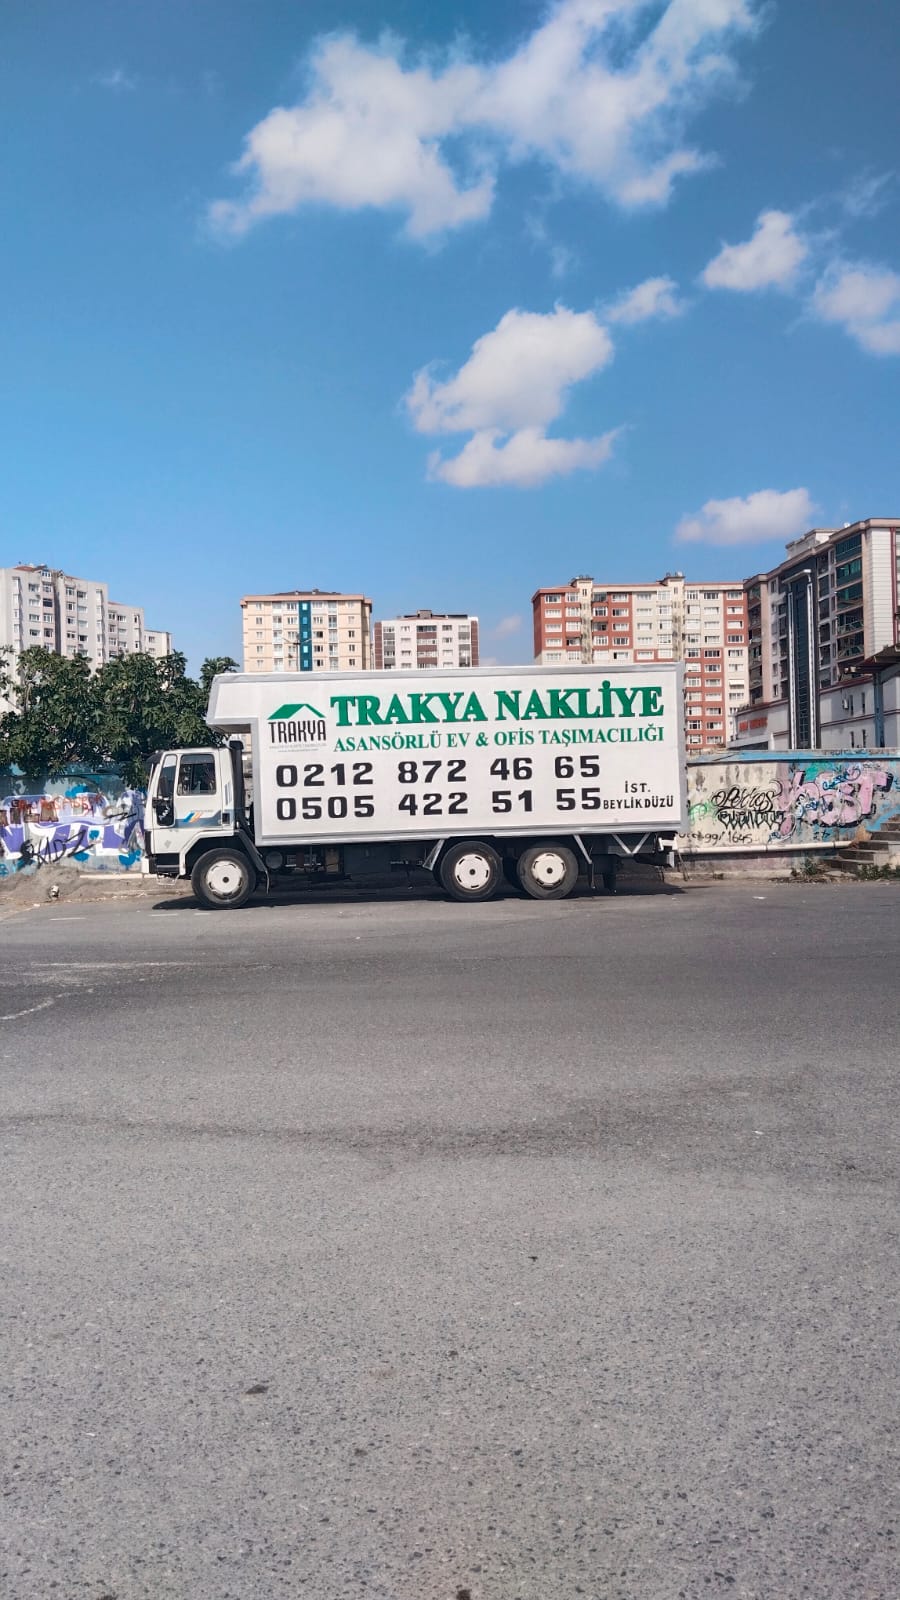 TRAKYA NAKLİYE
TRAKYA
ASANSÖRLÜ EV & OFİS TAŞIMACILIĞI
0212 872 46 65
0505 422 51 55
İST.
BEYLİKDÜZÜ